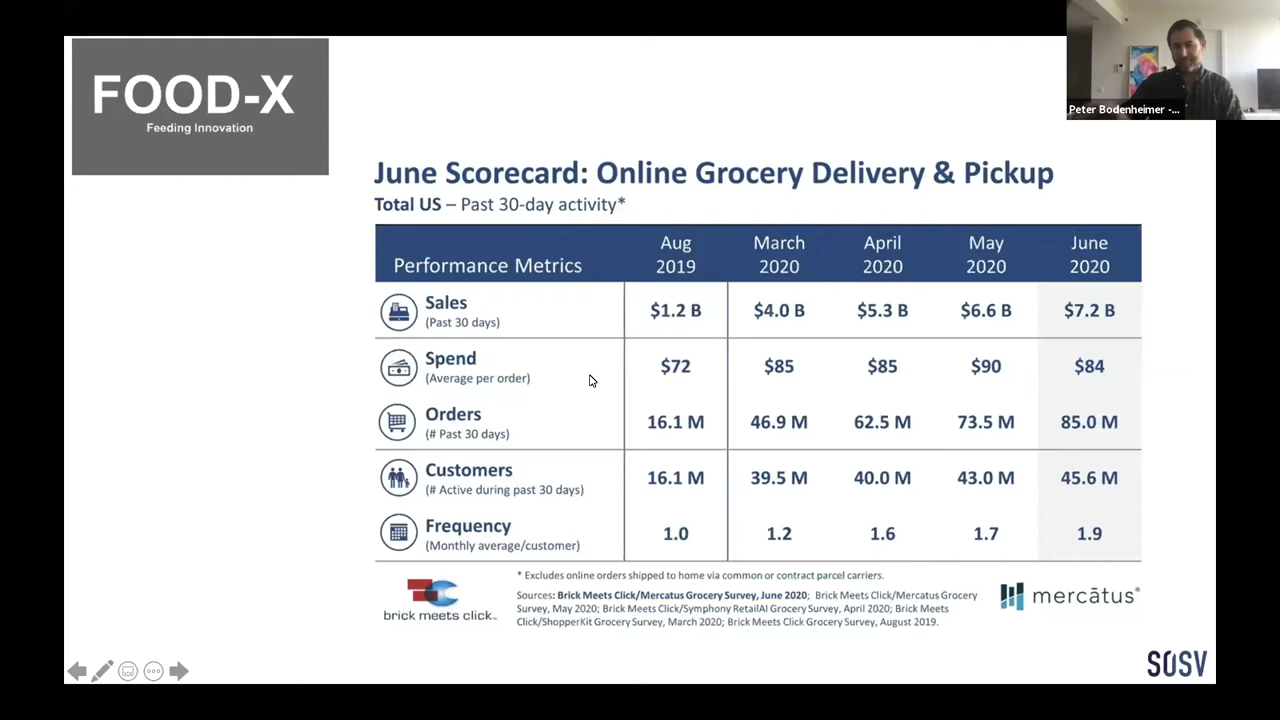 FOOD-X
Feeding Innovation
Peter Bodenheimer -...
June Scorecard: Online Grocery Delivery & Pickup
Total US – Past 30-day activity*
Performance Metrics
Aug 2019
March 2020
April 2020
May 2020
June 2020
Sales
(Past 30 days)
$1.2 B
$4.0 B
$5.3 B
$6.6 B
$7.2 B
Spend
(Average per order)
$72
$85
$85
$90
$84
Orders
(# Past 30 days)
16.1 M
46.9 M
62.5 M
73.5 M
85.0 M
Customers
(# Active during past 30 days)
16.1 M
39.5 M
40.0 M
43.0 M
45.6 M
Frequency
(Monthly average/customer)
1.0
1.2
1.6
1.7
1.9
* Excludes online orders shipped to home via common or contract parcel carriers.
Sources: Brick Meets Click/Mercatus Grocery Survey, June 2020; Brick Meets Click/Mercatus Grocery
Survey, May 2020; Brick Meets Click/Symphony RetailAI Grocery Survey, April 2020; Brick Meets
Click/ShopperKit Grocery Survey, March 2020; Brick Meets Click Grocery Survey, August 2019.
brick meets click™
mercātus®
SOSV